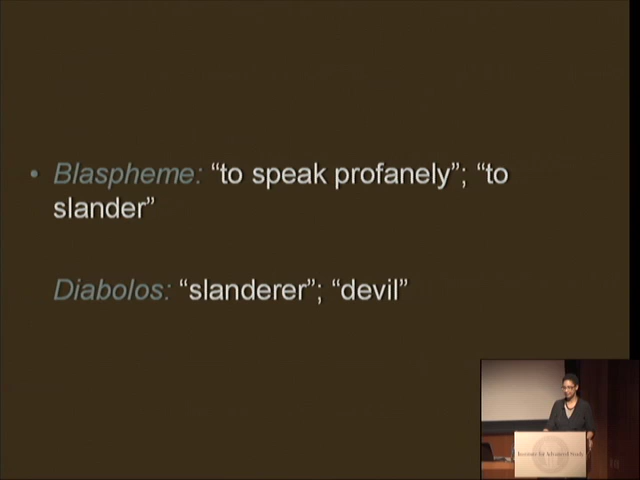 • Blaspheme: “to speak profanely”; “to
slander”
Diabolos: “slanderer”; “devil”
Institute for Advanced Study